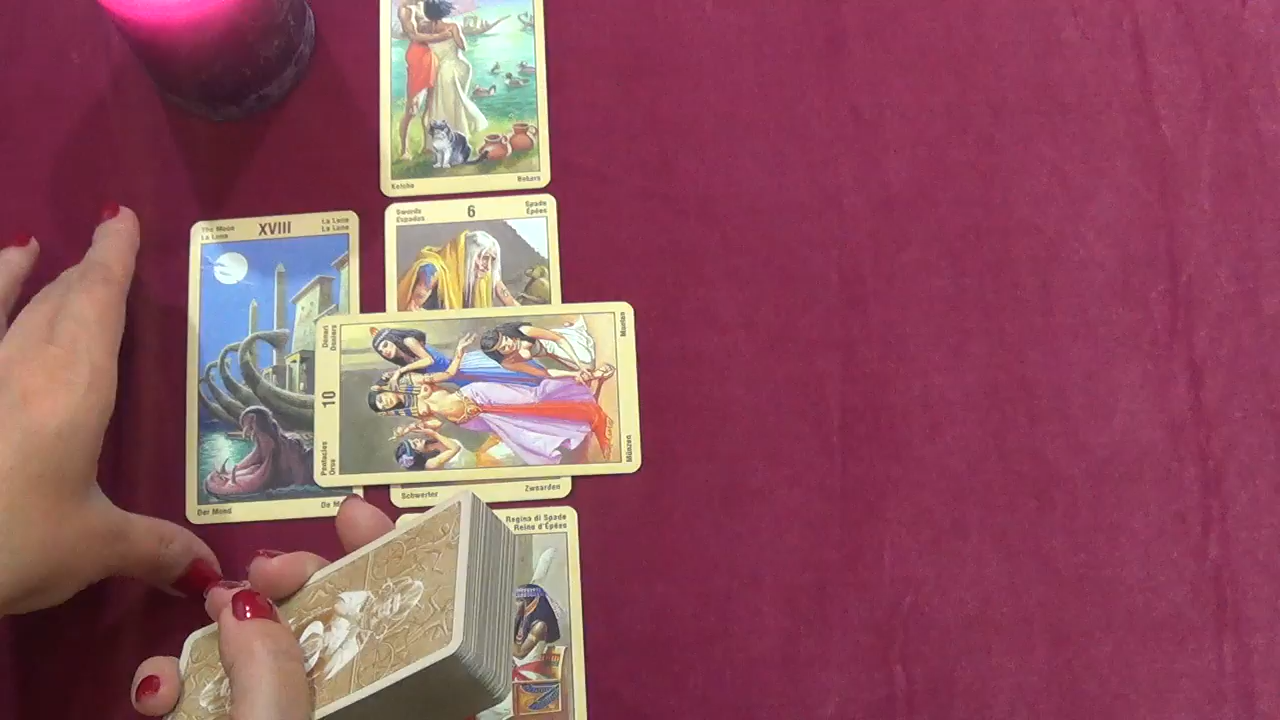 Kelche
Bekers
Swords
Espadas
6
Spade
Épées
The Moon
La Luna
XVIII
La Luna
La Lune
Denari
Deniers
10
Pentacles
Oros
Munten
Münzen
Der Mond
De M
Schwerter
Zwaarden
Regina di Spade
Reine d'Épées